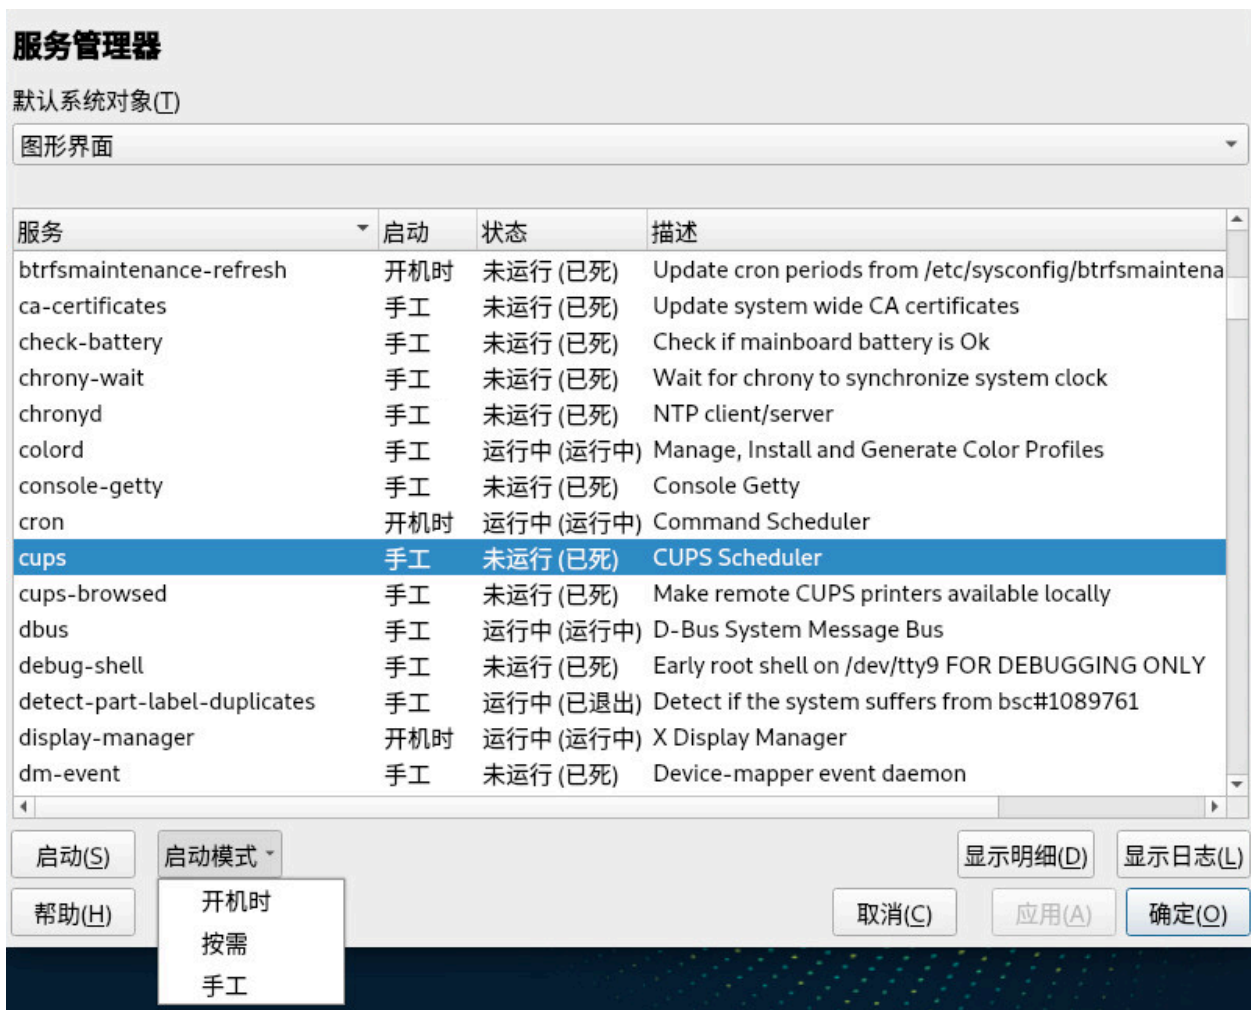 服务管理器
默认系统对象(T)
图形界面
服务 启动 状态 描述
btrfsmaintenance-refresh 开机时 未运行 (已死) Update cron periods from /etc/sysconfig/btrfsmaintena
ca-certificates 手工 未运行 (已死) Update system wide CA certificates
check-battery 手工 未运行 (已死) Check if mainboard battery is Ok
chrony-wait 手工 未运行 (已死) Wait for chrony to synchronize system clock
chronyd 手工 未运行 (已死) NTP client/server
colord 手工 运行中 (运行中) Manage, Install and Generate Color Profiles
console-getty 手工 未运行 (已死) Console Getty
cron 开机时 运行中 (运行中) Command Scheduler
cups 手工 未运行 (已死) CUPS Scheduler
cups-browsed 手工 未运行 (已死) Make remote CUPS printers available locally
dbus 手工 运行中 (运行中) D-Bus System Message Bus
debug-shell 手工 未运行 (已死) Early root shell on /dev/tty9 FOR DEBUGGING ONLY
detect-part-label-duplicates 手工 运行中 (已退出) Detect if the system suffers from bsc#1089761
display-manager 开机时 运行中 (运行中) X Display Manager
dm-event 手工 未运行 (已死) Device-mapper event daemon
启动(S) 启动模式 显示明细(D) 显示日志(L)
帮助(H) 开机时 取消(C) 应用(A) 确定(O)
按需
手工